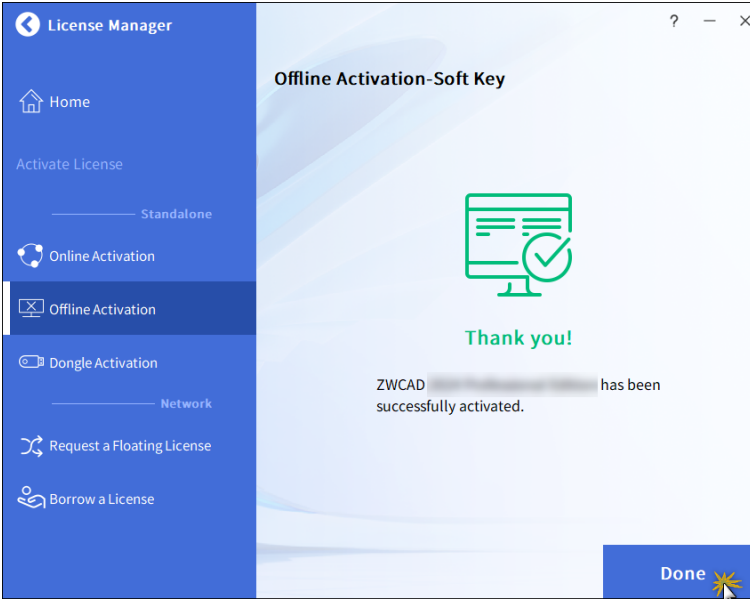 License Manager
?
Home
Activate License
Standalone
Online Activation
Offline Activation
Dongle Activation
Network
Request a Floating License
Borrow a License
Offline Activation-Soft Key
Thank you!
ZWCAD has been
successfully activated.
Done